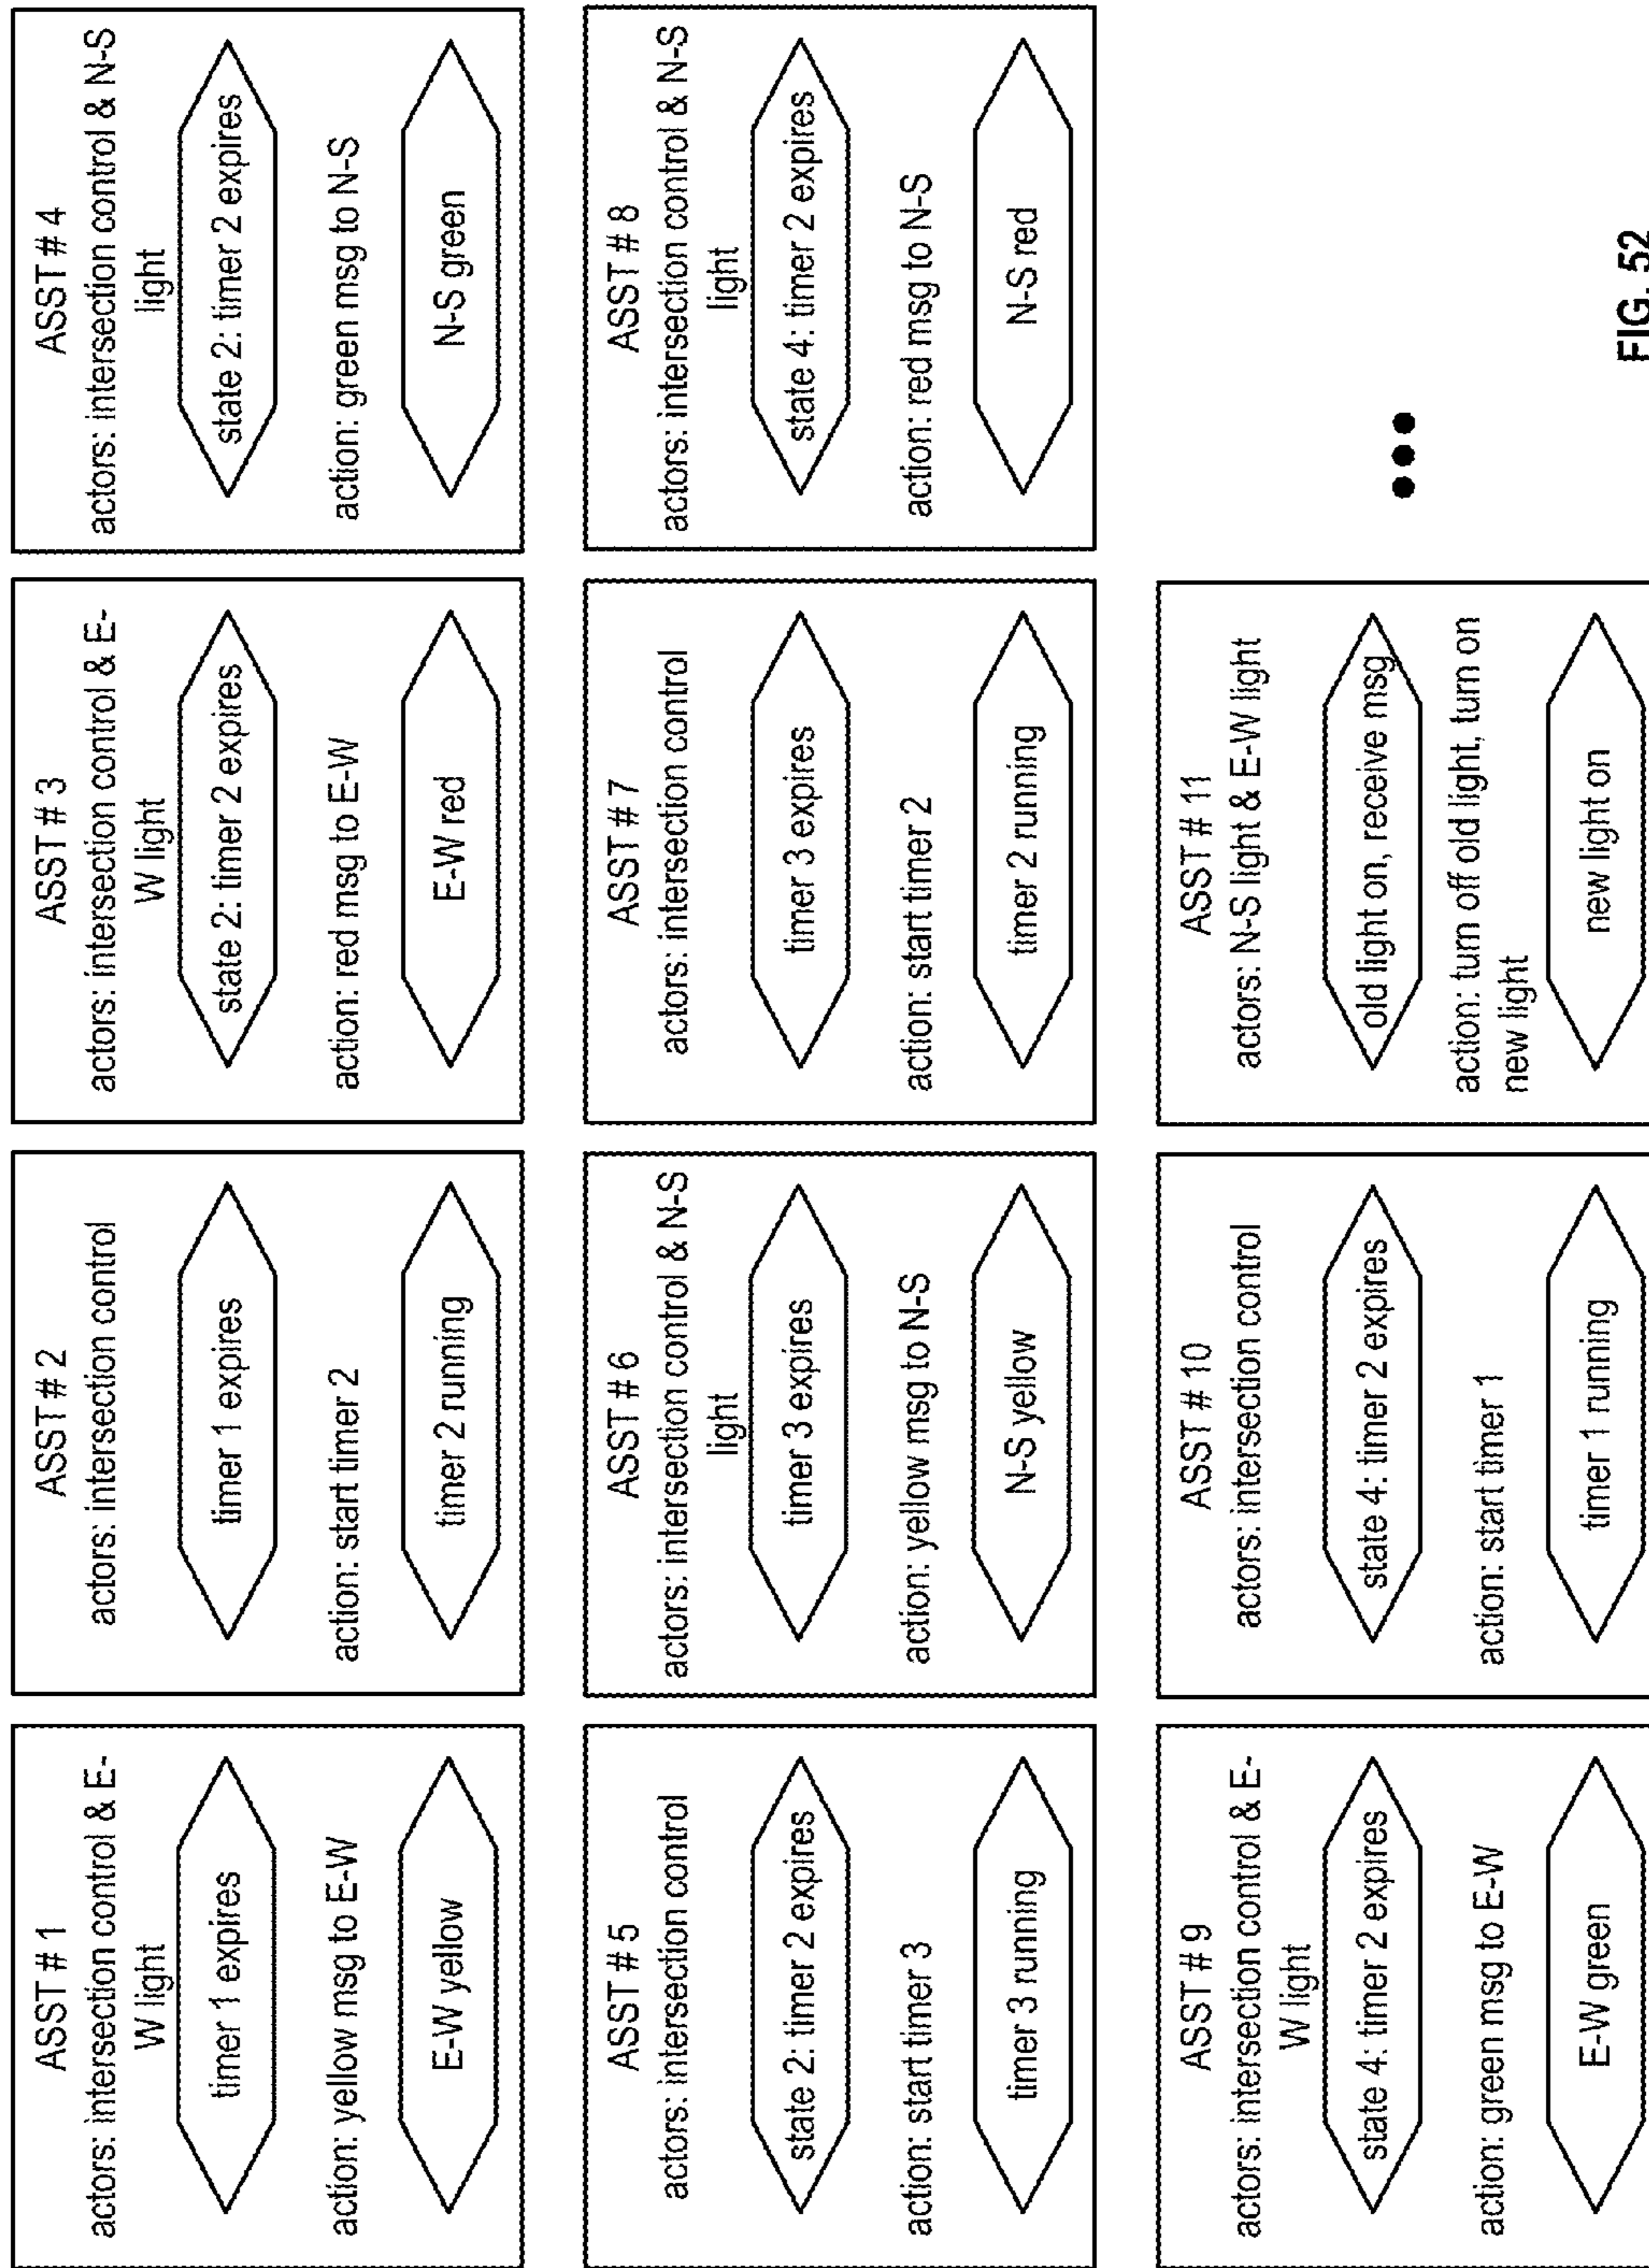 ASST # 1
actors: intersection control & E-
W light
timer 1 expires
action: yellow msg to E-W
E-W yellow
ASST # 2
actors: intersection control
timer 1 expires
action: start timer 2
timer 2 running
ASST # 3
actors: intersection control & E-
W light
state 2: timer 2 expires
action: red msg to E-W
E-W red
ASST # 4
actors: intersection control & N-S
light
state 2: timer 2 expires
action: green msg to N-S
N-S green
ASST # 5
actors: intersection control
state 2: timer 2 expires
action: start timer 3
timer 3 running
ASST # 6
actors: intersection control & N-S
light
timer 3 expires
action: yellow msg to N-S
N-S yellow
ASST # 7
actors: intersection control
timer 3 expires
action: start timer 2
timer 2 running
ASST # 8
actors: intersection control & N-S
light
state 4: timer 2 expires
action: red msg to N-S
N-S red
ASST # 9
actors: intersection control & E-
W light
state 4: timer 2 expires
action: green msg to E-W
E-W green
ASST # 10
actors: intersection control
state 4: timer 2 expires
action: start timer 1
timer 1 running
ASST # 11
actors: N-S light & E-W light
old light on, receive msg
action: turn off old light, turn on
new light
new light on
FIG. 52